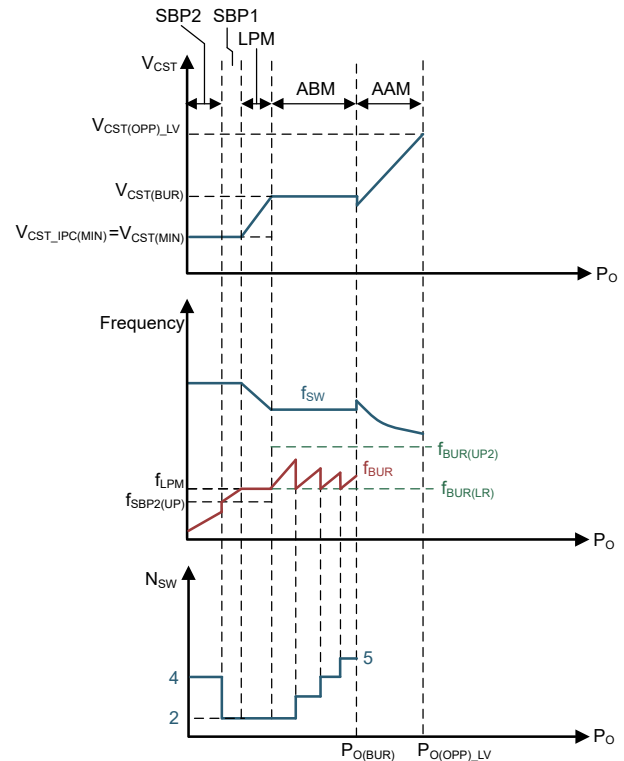 SBP2 SBP1
LPM
V_CST
ABM AAM
V_CST(OPP)_LV
V_CST(BUR)
V_CST_IPC(MIN)=V_CST(MIN)
P_O
Frequency
f_SW
f_BUR(UP2)
f_LPM
f_BUR
f_SBP2(UP)
f_BUR(LR)
P_O
N_SW
4
5
2
P_O(BUR) P_O(OPP)_LV
P_O